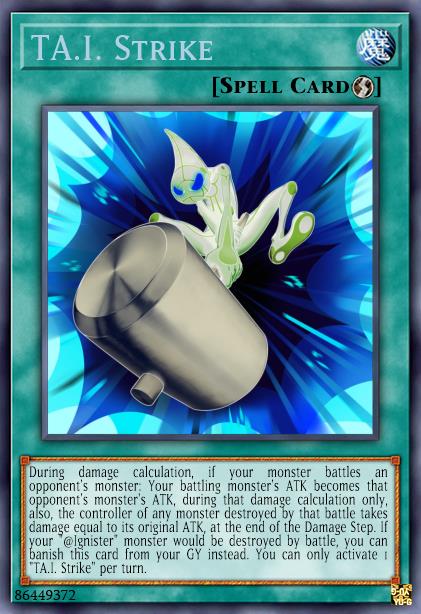 TA.I. Strike
[Spell Card]
During damage calculation, if your monster battles an
opponent's monster: Your battling monster's ATK becomes that
opponent's monster's ATK, during that damage calculation only,
also, the controller of any monster destroyed by that battle takes
damage equal to its original ATK, at the end of the Damage Step. If
your "@Ignister" monster would be destroyed by battle, you can
banish this card from your GY instead. You can only activate 1
"TA.I. Strike" per turn.
86449372